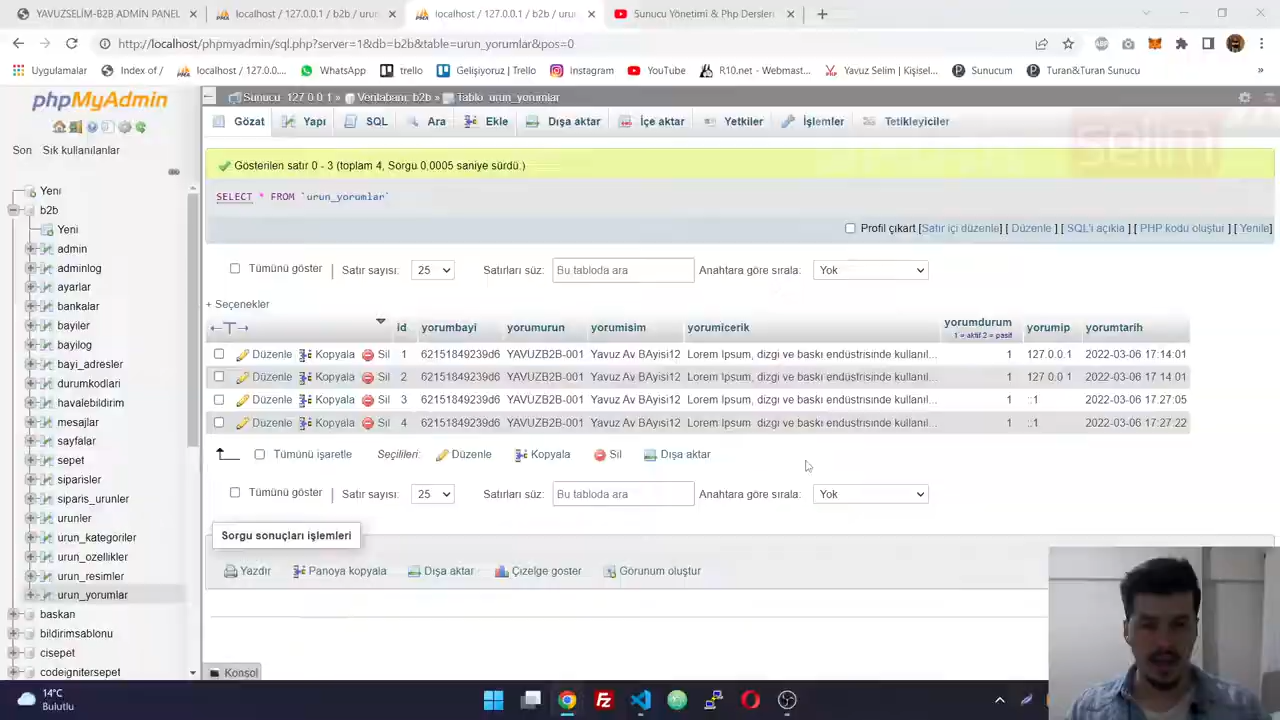 YAVUZSELİM-B2B ADMİN PANEL
localhost / 127.0.0.1 / b2b / urun
localhost / 127.0.0.1 / b2b / urun
Sunucu Yönetimi & Php Dersleri
http://localhost/phpmyadmin/sql.php?server=1&db=b2b&table=urun_yorumlar&pos=0
Uygulamalar
Index of /
localhost / 127.0.0....
WhatsApp
trello
Gelişiyoruz | Trello
Instagram
YouTube
R10.net - Webmast...
Yavuz Selim | Kişisel...
Sunucum
Turan&Turan Sunucu
phpMyAdmin
Sunucu 127 0 0 1 » Veritabanı b2b » Tablo urun_yorumlar
Gözat Yapı SQL Ara Ekle Dışa aktar İçe aktar Yetkiler İşlemler Tetikleyiciler
selim
Son Sık kullanılanlar
Gösterilen satır 0 - 3 (toplam 4, Sorgu 0,0005 saniye sürdü.)
SELECT * FROM `urun_yorumlar`
Profil çıkart [Satır içi düzenle] [ Düzenle ] [ SQL'i açıkla ] [ PHP kodu oluştur ] [ Yenile]
Yeni
b2b
Yeni
admin
adminlog
ayarlar
bankalar
bayiler
bayilog
bayi_adresler
durumkodlari
havalebildirim
mesajlar
sayfalar
sepet
siparisler
siparis_urunler
urunler
urun_kategoriler
urun_ozellikler
urun_resimler
urun_yorumlar
baskan
bildirimsablonu
cisepet
codeignitersepet
Tümünü göster | Satır sayısı: 25 Satırları süz: Bu tabloda ara Anahtara göre sırala: Yok
+ Seçenekler
←T→ id yorumbayi yorumurun yorumisim yorumicerik yorumdurum yorumip yorumtarih
1 = aktif 2 = pasif
Düzenle Kopyala Sil 1 62151849239d6 YAVUZB2B-001 Yavuz Av BAyisi12 Lorem Ipsum, dizgi ve baskı endüstrisinde kullanıl... 1 127.0.0.1 2022-03-06 17:14:01
Düzenle Kopyala Sil 2 62151849239d6 YAVUZB2B-001 Yavuz Av BAyisi12 Lorem Ipsum, dizgi ve baskı endüstrisinde kullanıl... 1 127.0.0.1 2022-03-06 17:14:01
Düzenle Kopyala Sil 3 62151849239d6 YAVUZB2B-001 Yavuz Av BAyisi12 Lorem Ipsum, dizgi ve baskı endüstrisinde kullanıl... 1 ::1 2022-03-06 17:27:05
Düzenle Kopyala Sil 4 62151849239d6 YAVUZB2B-001 Yavuz Av BAyisi12 Lorem Ipsum, dizgi ve baskı endüstrisinde kullanıl... 1 ::1 2022-03-06 17:27:22
Tümünü işaretle Seçilileri: Düzenle Kopyala Sil Dışa aktar
Tümünü göster | Satır sayısı: 25 Satırları süz: Bu tabloda ara Anahtara göre sırala: Yok
Sorgu sonuçları işlemleri
Yazdır Panoya kopyala Dışa aktar Çizelge göster Görünüm oluştur
Konsol
14°C
Bulutlu